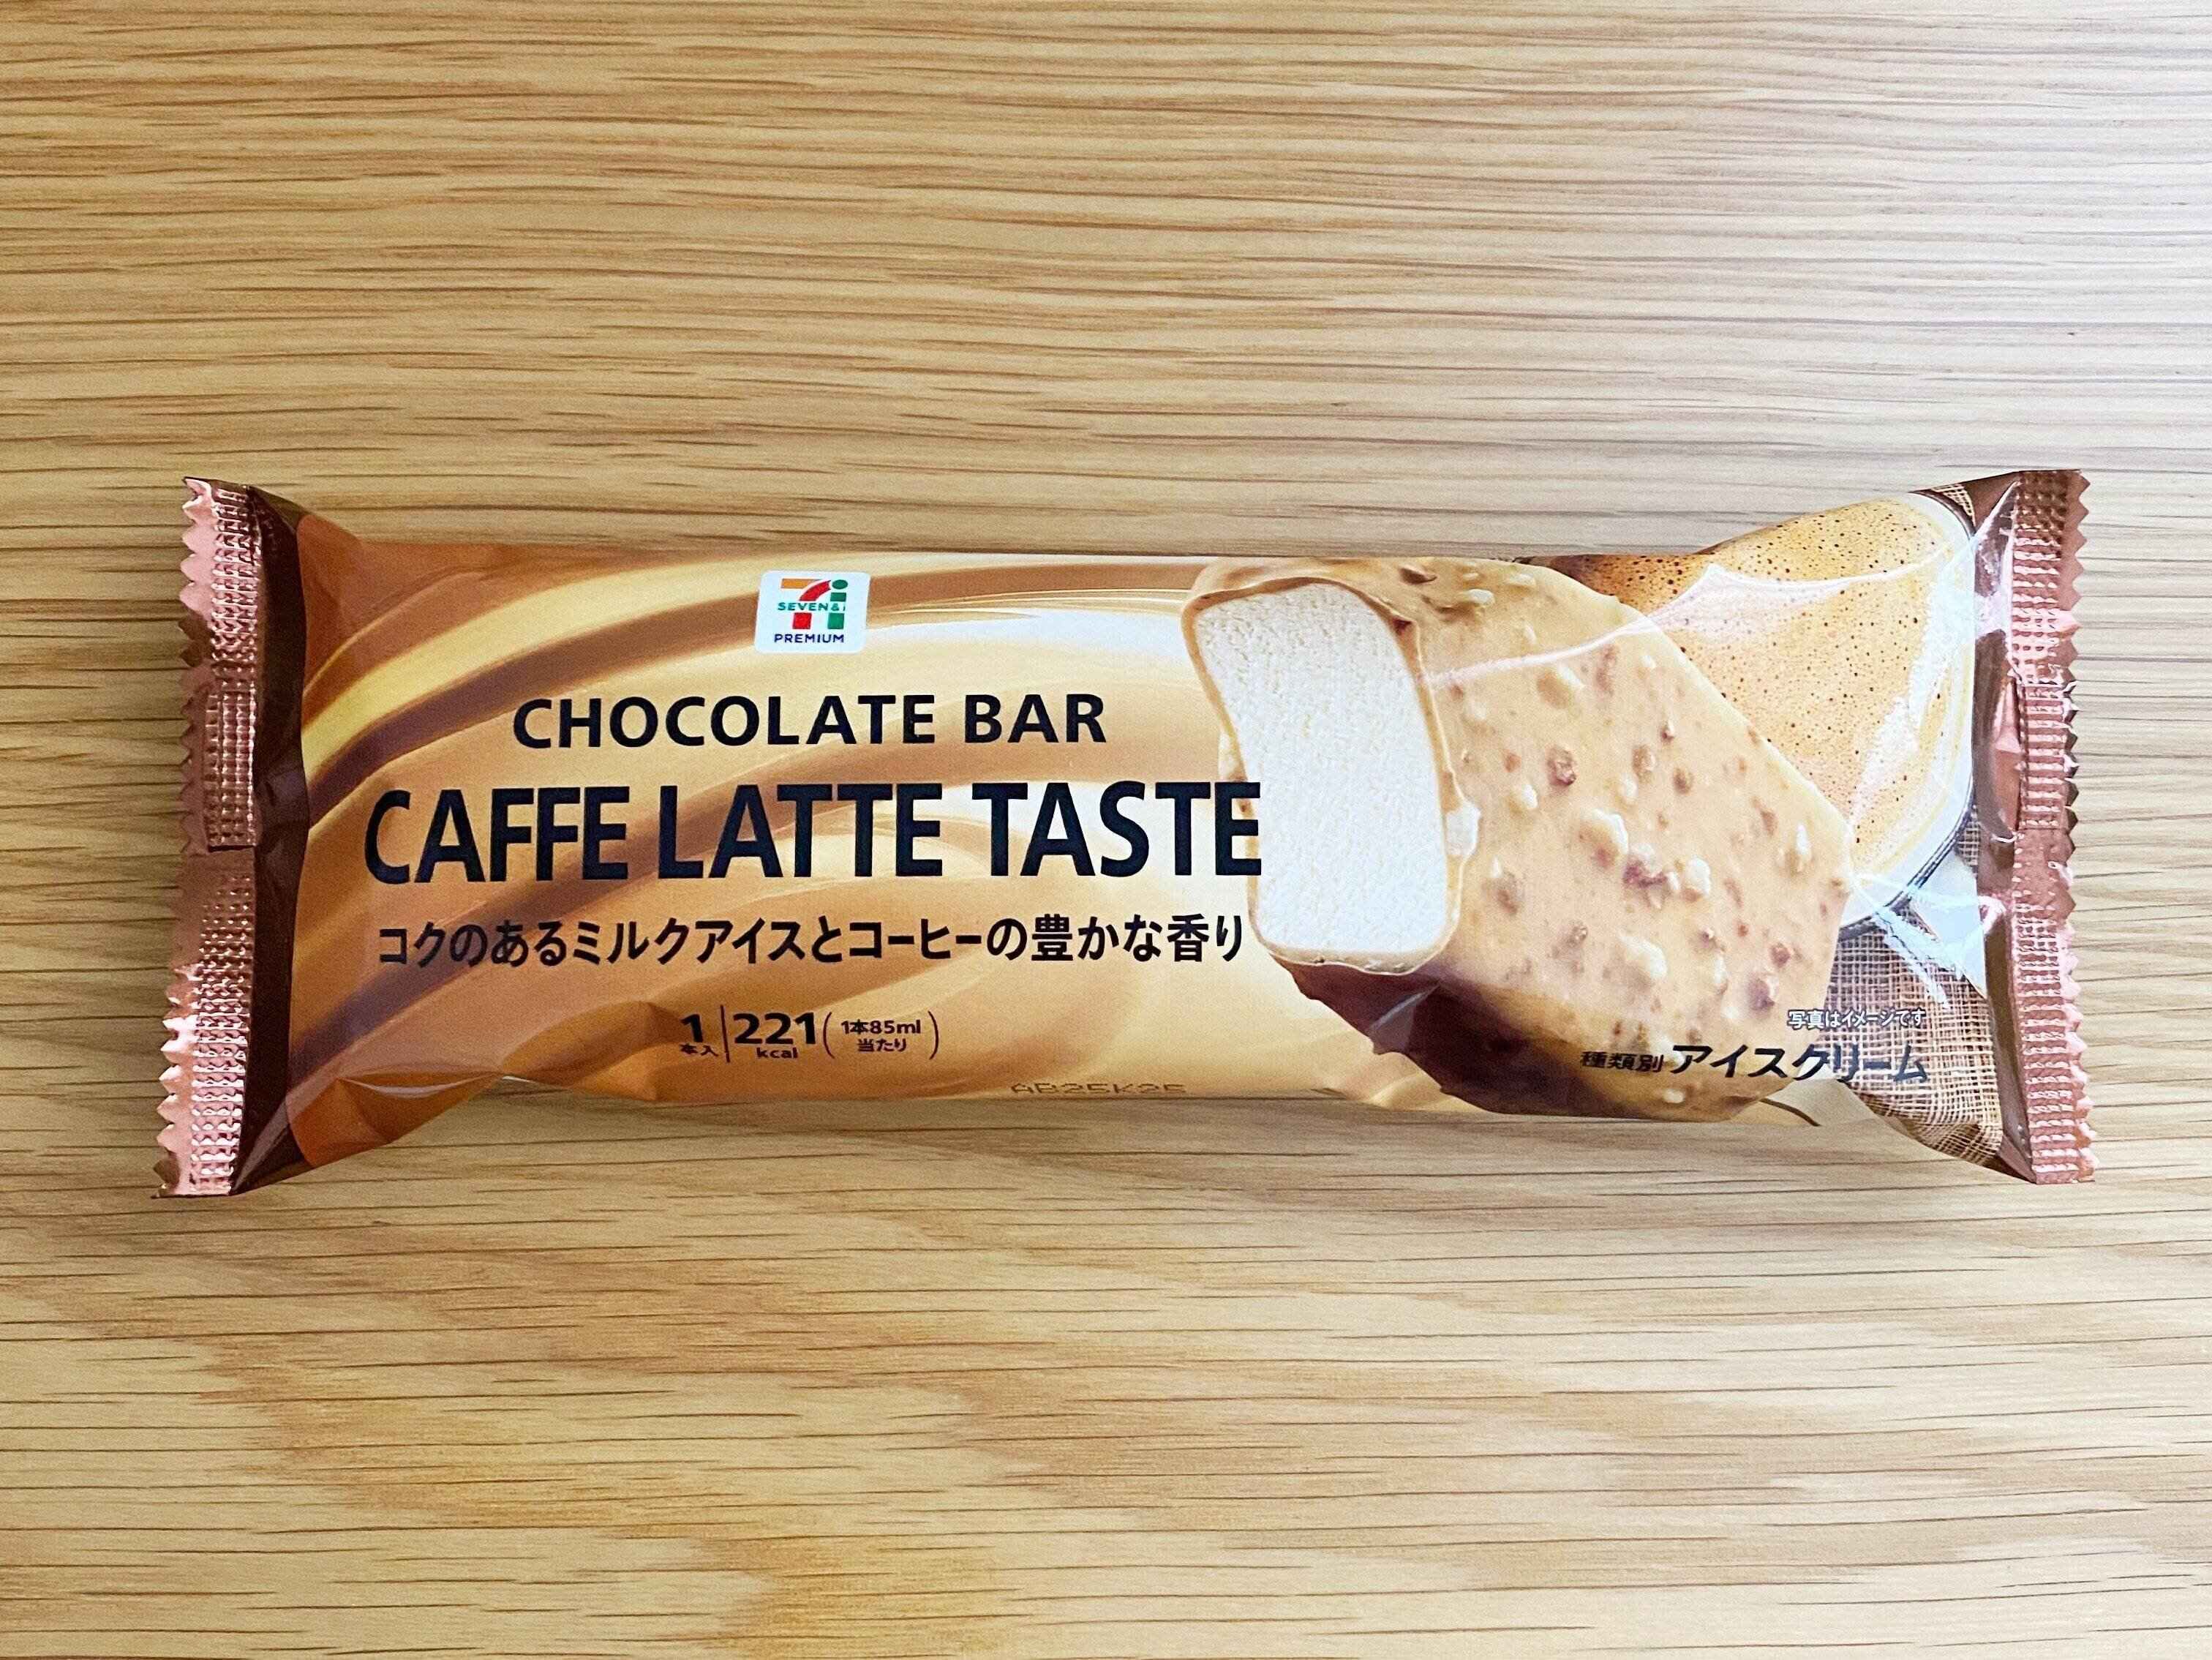 SEVEN&i
PREMIUM
CHOCOLATE BAR
CAFFE LATTE TASTE
コクのあるミルクアイスとコーヒーの豊かな香り
1本入 221kcal(1本85ml当たり)
写真はイメージです
種類別 アイスクリーム